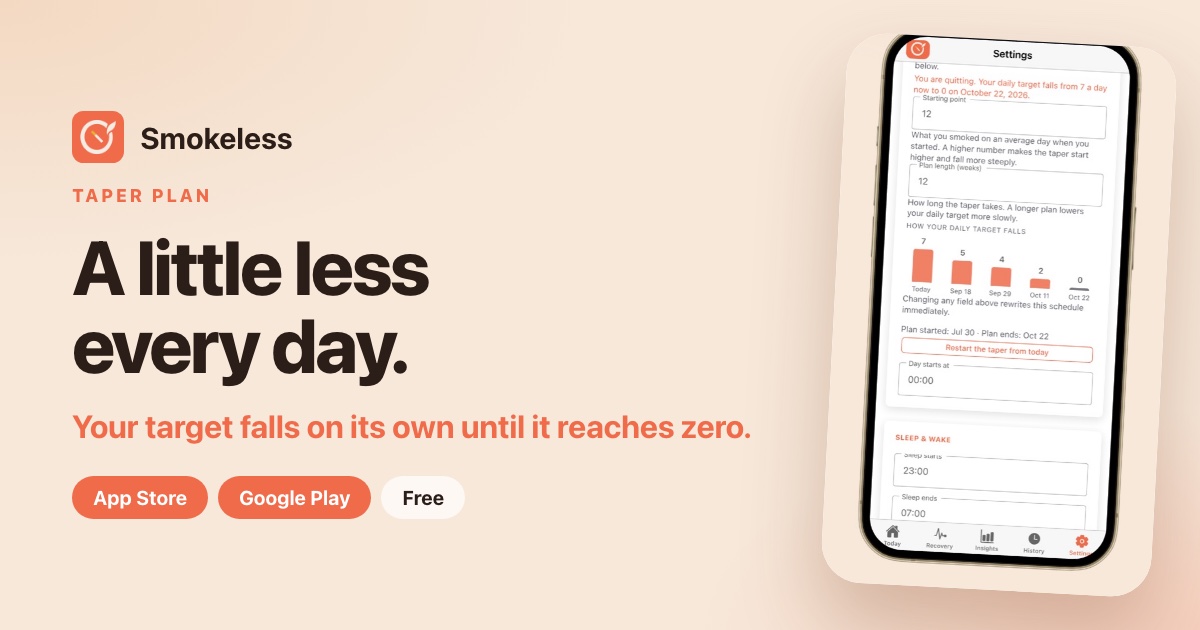 Smokeless
TAPER PLAN
A little less
every day.
Your target falls on its own until it reaches zero.
App Store
Google Play
Free
Settings
below.
You are quitting. Your daily target falls from 7 a day
now to 0 on October 22, 2026.
Starting point
12
What you smoked on an average day when you
started. A higher number makes the taper start
higher and fall more steeply.
Plan length (weeks)
12
How long the taper takes. A longer plan lowers
your daily target more slowly.
HOW YOUR DAILY TARGET FALLS
7 5 4 2 0
Today Sep 18 Sep 29 Oct 11 Oct 22
Changing any field above rewrites this schedule
immediately.
Plan started: Jul 30 · Plan ends: Oct 22
Restart the taper from today
Day starts at
00:00
SLEEP & WAKE
Sleep starts
23:00
Sleep ends
07:00
Today Recovery Insights History Settings